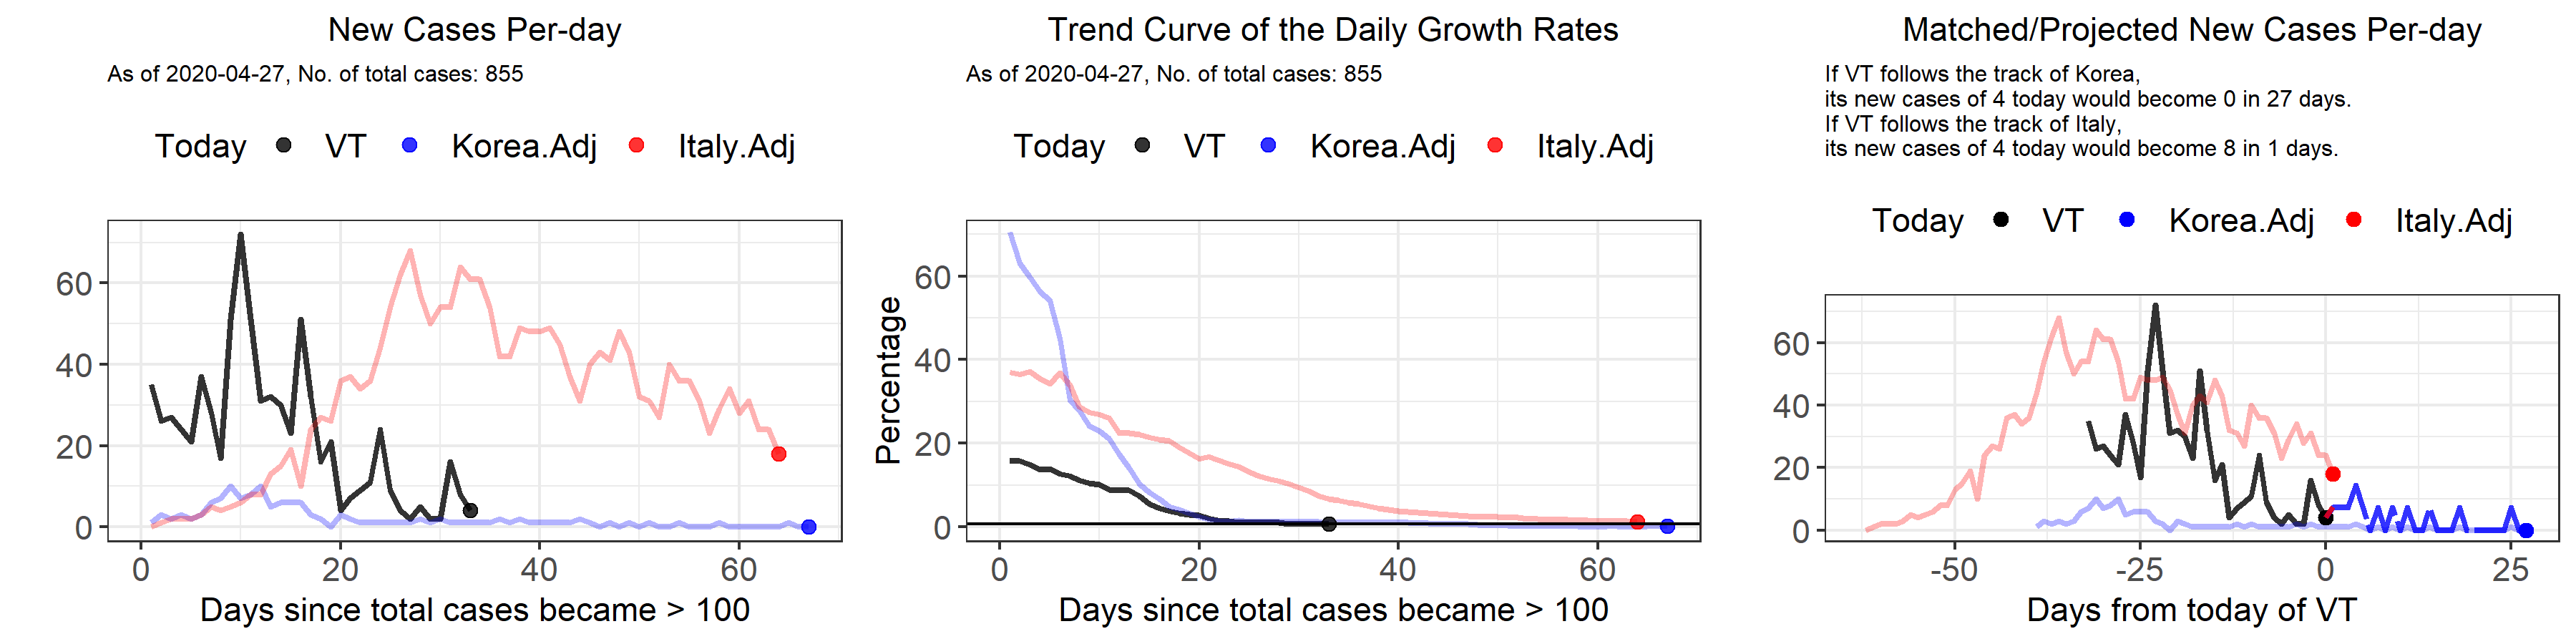 New Cases Per-day
As of 2020-04-27, No. of total cases: 855
Today VT Korea.Adj Italy.Adj
60
40
20
0
0 20 40 60
Days since total cases became > 100
Trend Curve of the Daily Growth Rates
As of 2020-04-27, No. of total cases: 855
Today VT Korea.Adj Italy.Adj
Percentage
60
40
20
0
0 20 40 60
Days since total cases became > 100
Matched/Projected New Cases Per-day
If VT follows the track of Korea,
its new cases of 4 today would become 0 in 27 days.
If VT follows the track of Italy,
its new cases of 4 today would become 8 in 1 days.
Today VT Korea.Adj Italy.Adj
60
40
20
0
-50 -25 0 25
Days from today of VT